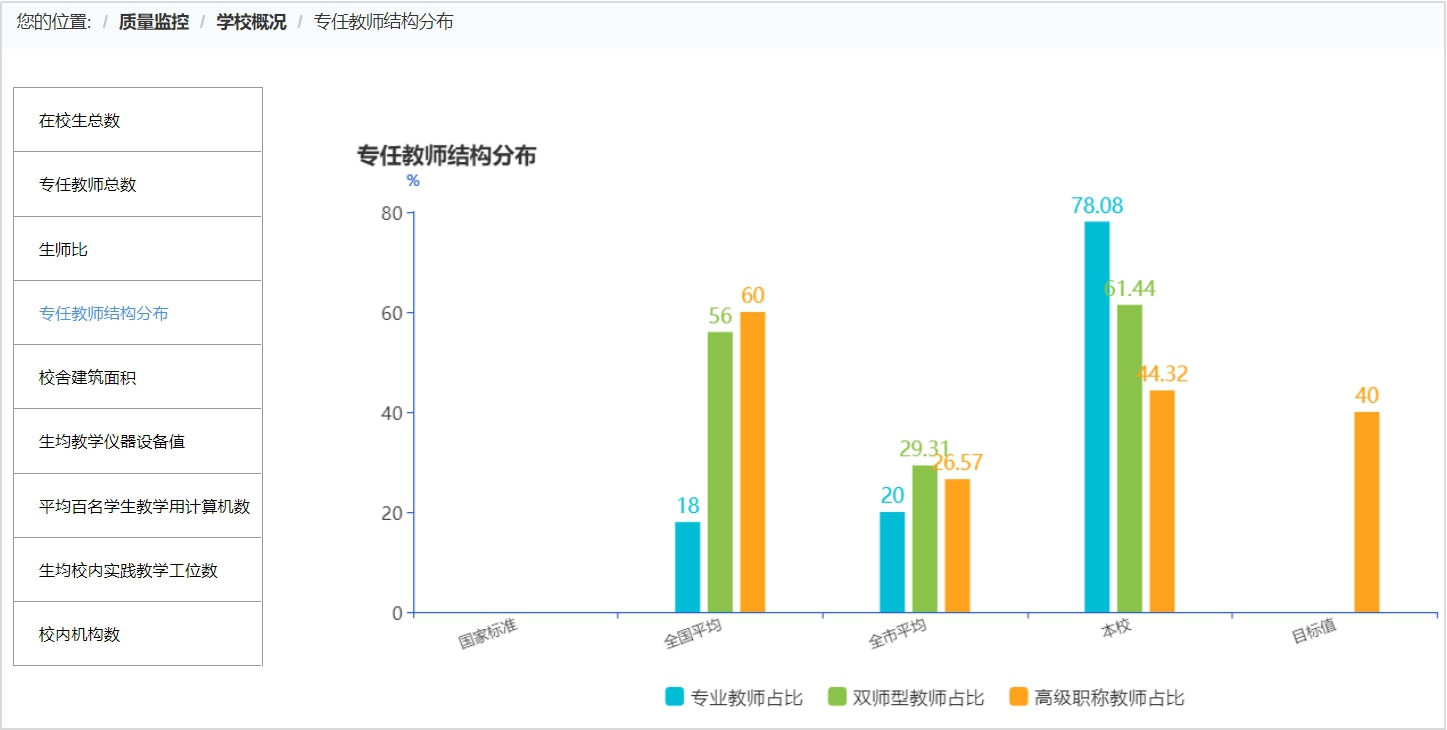 您的位置: / 质量监控 / 学校概况 / 专任教师结构分布
在校生总数
专任教师总数
生师比
专任教师结构分布
校舍建筑面积
生均教学仪器设备值
平均百名学生教学用计算机数
生均校内实践教学工位数
校内机构数
专任教师结构分布
%
80
60
40
20
0
18
56
60
20
29.31
26.57
78.08
61.44
44.32
40
国家标准
全国平均
全市平均
本校
目标值
专业教师占比 双师型教师占比 高级职称教师占比